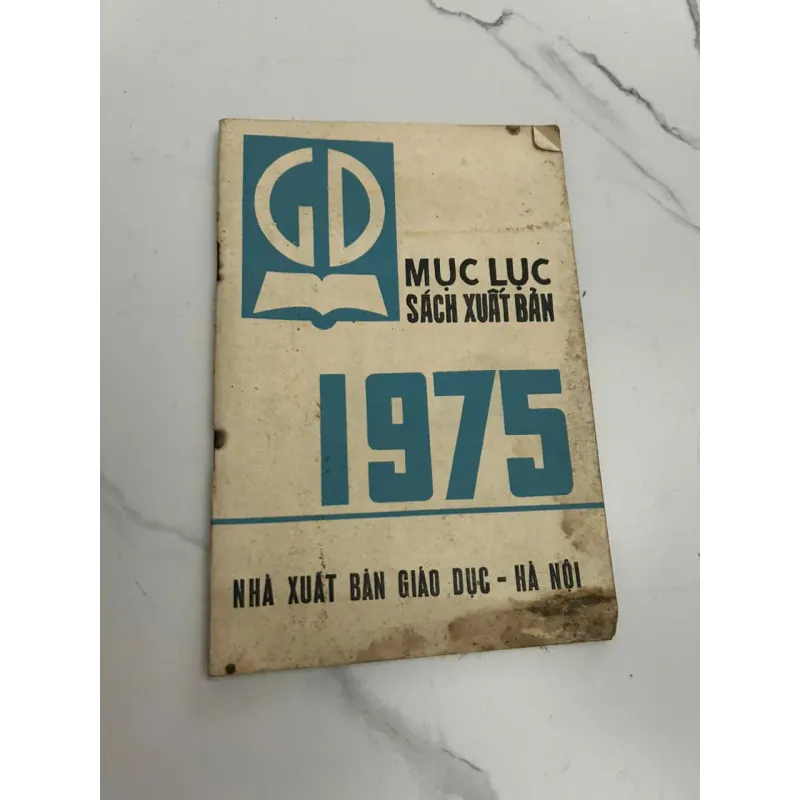 GD
MỤC LỤC
SÁCH XUẤT BẢN
1975
NHÀ XUẤT BẢN GIÁO DỤC - HÀ NỘI